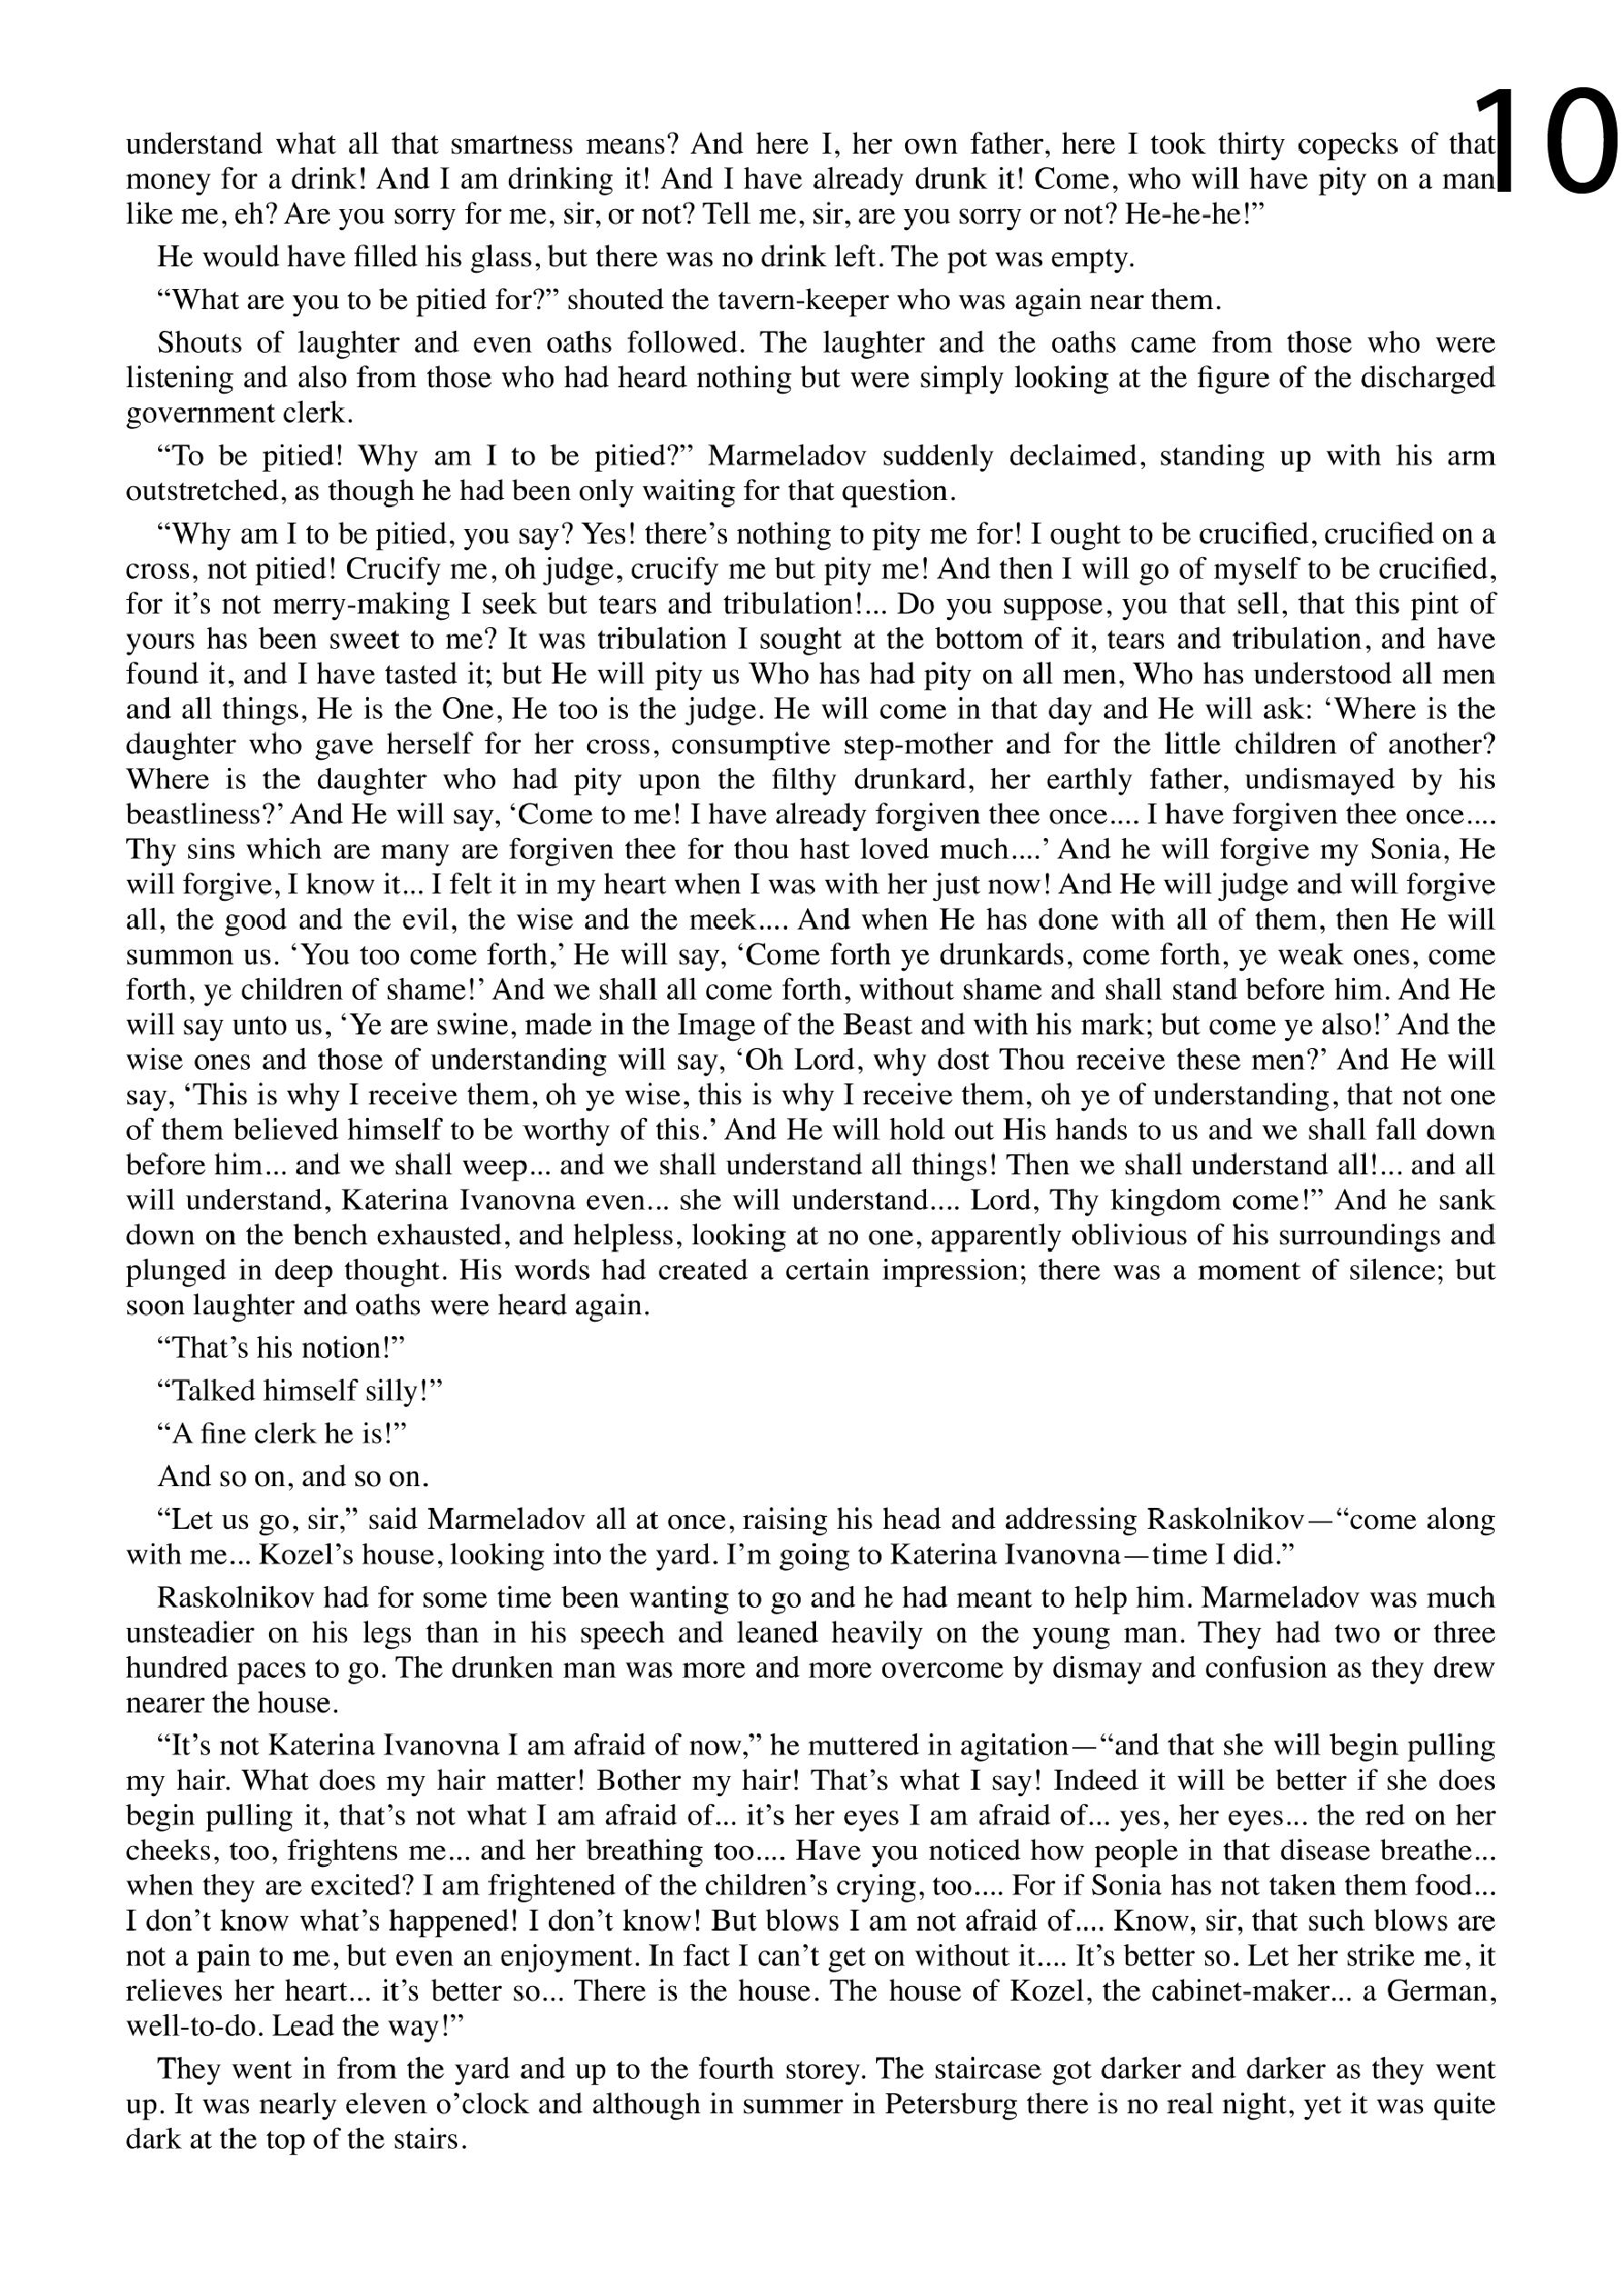 10
understand what all that smartness means? And here I, her own father, here I took thirty copecks of that
money for a drink! And I am drinking it! And I have already drunk it! Come, who will have pity on a man
like me, eh? Are you sorry for me, sir, or not? Tell me, sir, are you sorry or not? He-he-he!”
He would have filled his glass, but there was no drink left. The pot was empty.
“What are you to be pitied for?” shouted the tavern-keeper who was again near them.
Shouts of laughter and even oaths followed. The laughter and the oaths came from those who were
listening and also from those who had heard nothing but were simply looking at the figure of the discharged
government clerk.
“To be pitied! Why am I to be pitied?” Marmeladov suddenly declaimed, standing up with his arm
outstretched, as though he had been only waiting for that question.
“Why am I to be pitied, you say? Yes! there’s nothing to pity me for! I ought to be crucified, crucified on a
cross, not pitied! Crucify me, oh judge, crucify me but pity me! And then I will go of myself to be crucified,
for it’s not merry-making I seek but tears and tribulation!... Do you suppose, you that sell, that this pint of
yours has been sweet to me? It was tribulation I sought at the bottom of it, tears and tribulation, and have
found it, and I have tasted it; but He will pity us Who has had pity on all men, Who has understood all men
and all things, He is the One, He too is the judge. He will come in that day and He will ask: ‘Where is the
daughter who gave herself for her cross, consumptive step-mother and for the little children of another?
Where is the daughter who had pity upon the filthy drunkard, her earthly father, undismayed by his
beastliness?’ And He will say, ‘Come to me! I have already forgiven thee once.... I have forgiven thee once....
Thy sins which are many are forgiven thee for thou hast loved much....’ And he will forgive my Sonia, He
will forgive, I know it... I felt it in my heart when I was with her just now! And He will judge and will forgive
all, the good and the evil, the wise and the meek.... And when He has done with all of them, then He will
summon us. ‘You too come forth,’ He will say, ‘Come forth ye drunkards, come forth, ye weak ones, come
forth, ye children of shame!’ And we shall all come forth, without shame and shall stand before him. And He
will say unto us, ‘Ye are swine, made in the Image of the Beast and with his mark; but come ye also!’ And the
wise ones and those of understanding will say, ‘Oh Lord, why dost Thou receive these men?’ And He will
say, ‘This is why I receive them, oh ye wise, this is why I receive them, oh ye of understanding, that not one
of them believed himself to be worthy of this.’ And He will hold out His hands to us and we shall fall down
before him... and we shall weep... and we shall understand all things! Then we shall understand all!... and all
will understand, Katerina Ivanovna even... she will understand.... Lord, Thy kingdom come!” And he sank
down on the bench exhausted, and helpless, looking at no one, apparently oblivious of his surroundings and
plunged in deep thought. His words had created a certain impression; there was a moment of silence; but
soon laughter and oaths were heard again.
“That’s his notion!”
“Talked himself silly!”
“A fine clerk he is!”
And so on, and so on.
“Let us go, sir,” said Marmeladov all at once, raising his head and addressing Raskolnikov—“come along
with me... Kozel’s house, looking into the yard. I’m going to Katerina Ivanovna—time I did.”
Raskolnikov had for some time been wanting to go and he had meant to help him. Marmeladov was much
unsteadier on his legs than in his speech and leaned heavily on the young man. They had two or three
hundred paces to go. The drunken man was more and more overcome by dismay and confusion as they drew
nearer the house.
“It’s not Katerina Ivanovna I am afraid of now,” he muttered in agitation—“and that she will begin pulling
my hair. What does my hair matter! Bother my hair! That’s what I say! Indeed it will be better if she does
begin pulling it, that’s not what I am afraid of... it’s her eyes I am afraid of... yes, her eyes... the red on her
cheeks, too, frightens me... and her breathing too.... Have you noticed how people in that disease breathe...
when they are excited? I am frightened of the children’s crying, too.... For if Sonia has not taken them food...
I don’t know what’s happened! I don’t know! But blows I am not afraid of.... Know, sir, that such blows are
not a pain to me, but even an enjoyment. In fact I can’t get on without it.... It’s better so. Let her strike me, it
relieves her heart... it’s better so... There is the house. The house of Kozel, the cabinet-maker... a German,
well-to-do. Lead the way!”
They went in from the yard and up to the fourth storey. The staircase got darker and darker as they went
up. It was nearly eleven o’clock and although in summer in Petersburg there is no real night, yet it was quite
dark at the top of the stairs.